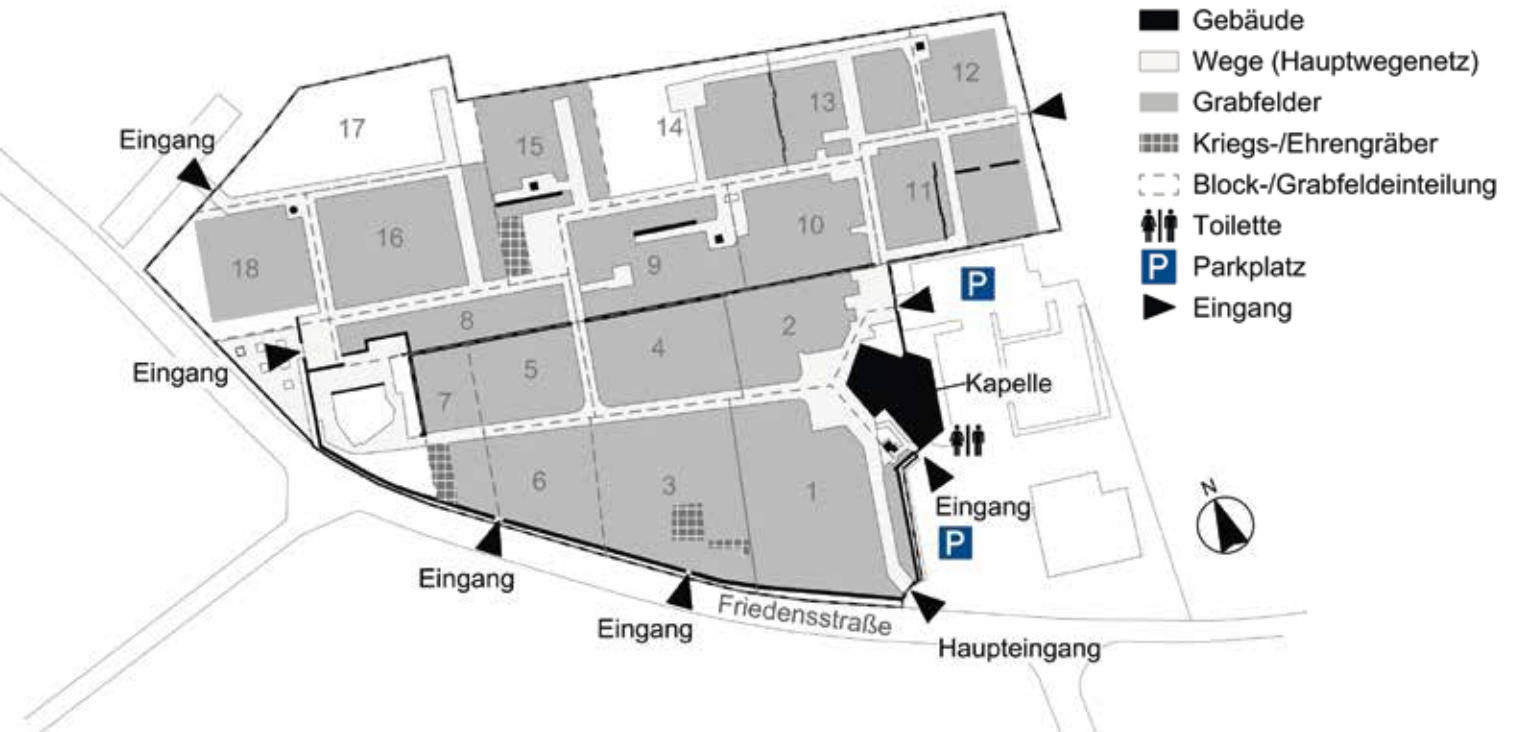 Gebäude
Wege (Hauptwegenetz)
Grabfelder
Kriegs-/Ehrengräber
Block-/Grabfeldeinteilung
Toilette
P Parkplatz
Eingang
12
13
17
14
Eingang
15
11
10
16
9
18
P
8
2
4
Eingang
5
Kapelle
7
6
3
1
N
Eingang
P
Eingang
Friedensstraße
Eingang
Haupteingang